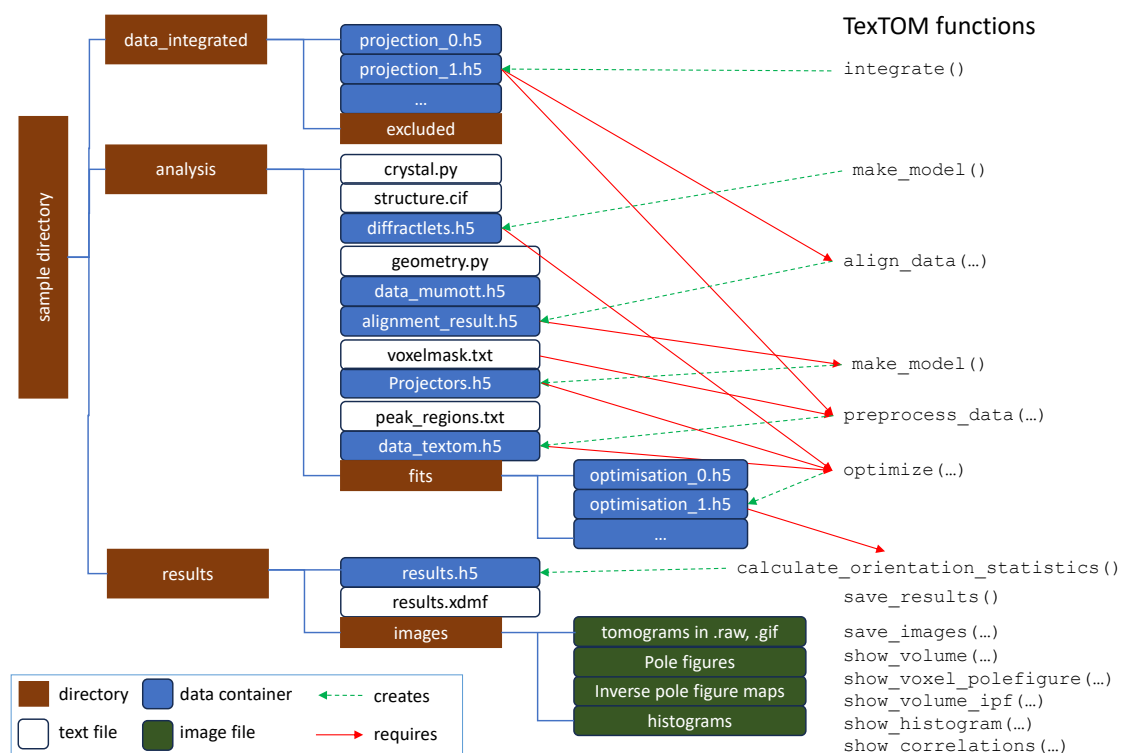 TexTOM functions
data_integrated
projection_0.h5
projection_1.h5
integrate()
...
excluded
sample directory
analysis
crystal.py
make_model()
structure.cif
diffractlets.h5
geometry.py
align_data(…)
data_mumott.h5
alignment_result.h5
voxelmask.txt
make_model()
Projectors.h5
peak_regions.txt
preprocess_data(…)
data_textom.h5
fits
optimisation_0.h5
optimize(…)
optimisation_1.h5
...
results
results.h5
calculate_orientation_statistics()
results.xdmf
save_results()
images
tomograms in .raw, .gif
save_images(…)
Pole figures
show_volume(…)
show_voxel_polefigure(…)
Inverse pole figure maps
show_volume_ipf(…)
histograms
show_histogram(…)
show_correlations(…)
directory
data container
creates
text file
image file
requires